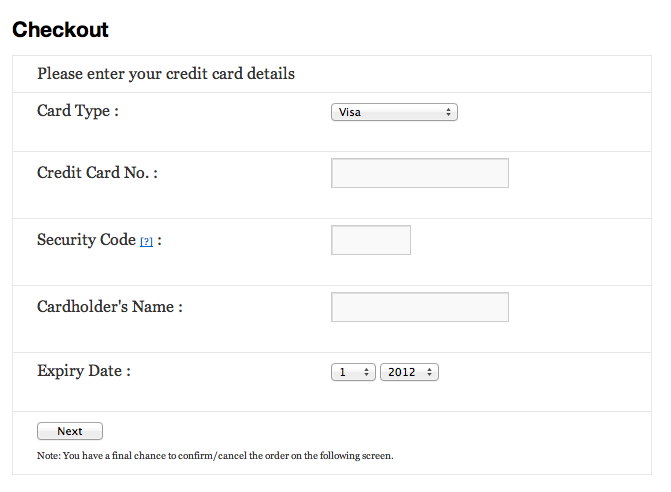 Checkout
Please enter your credit card details
Card Type :
Visa
Credit Card No. :
Security Code [?] :
Cardholder's Name :
Expiry Date :
1 2012
Next
Note: You have a final chance to confirm/cancel the order on the following screen.